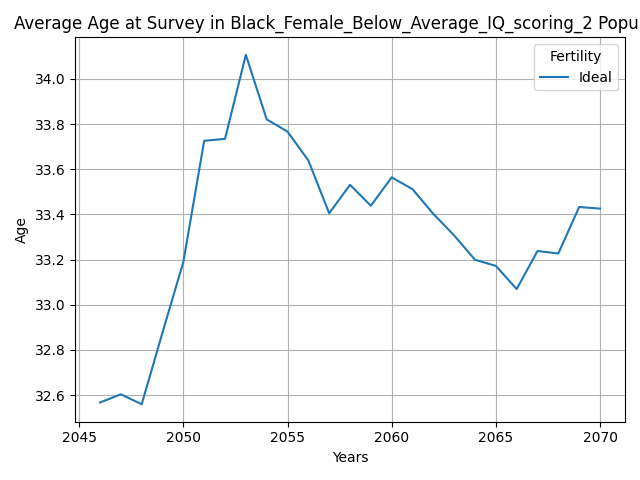 Average Age at Survey in Black_Female_Below_Average_IQ_scoring_2 Popu
Fertility
Ideal
34.0
33.8
33.6
33.4
33.2
33.0
32.8
32.6
Age
2045
2050
2055
2060
2065
2070
Years